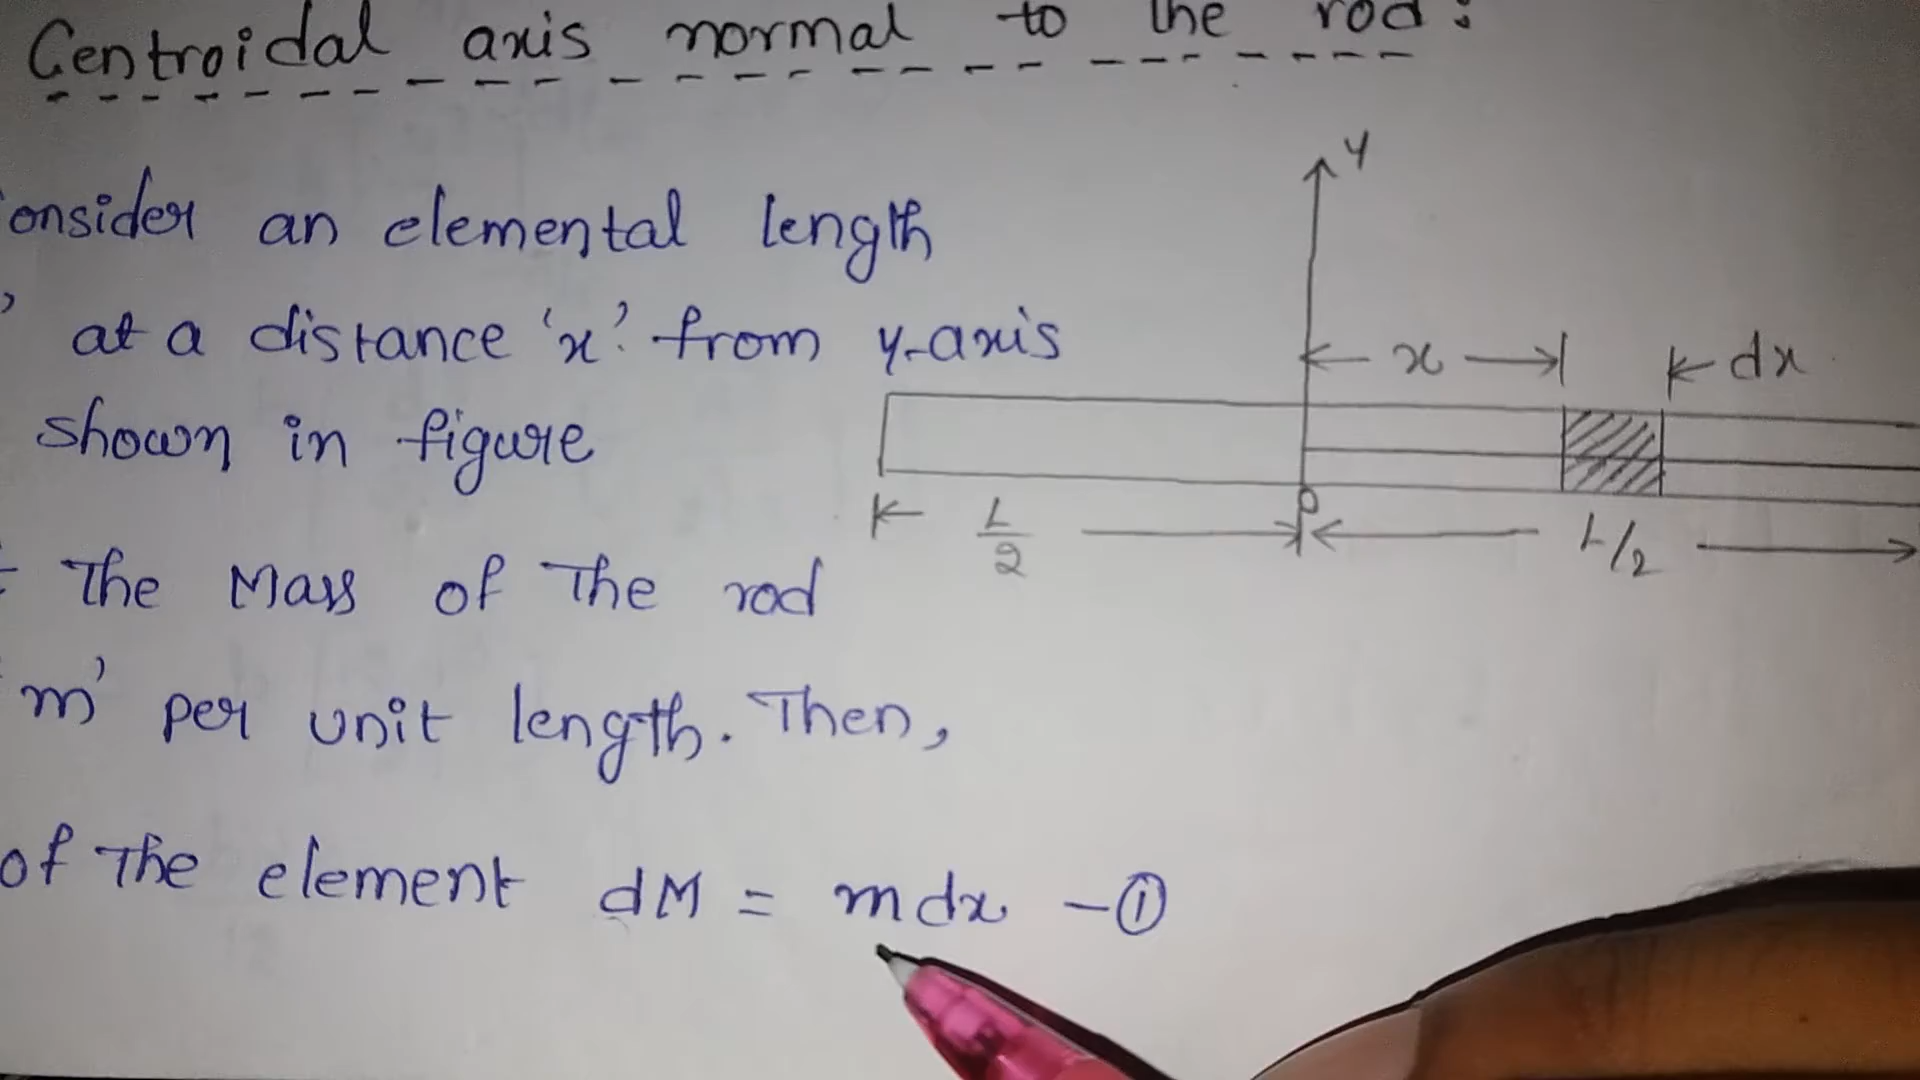 Centroidal axis normal to the rod:
onsider an elemental length
' at a distance 'x' from y-axis
shown in figure
The Mass of The rod
m' per unit length. Then,
of The element dM = mdx -①
Y
x
dx
L/2
L/2